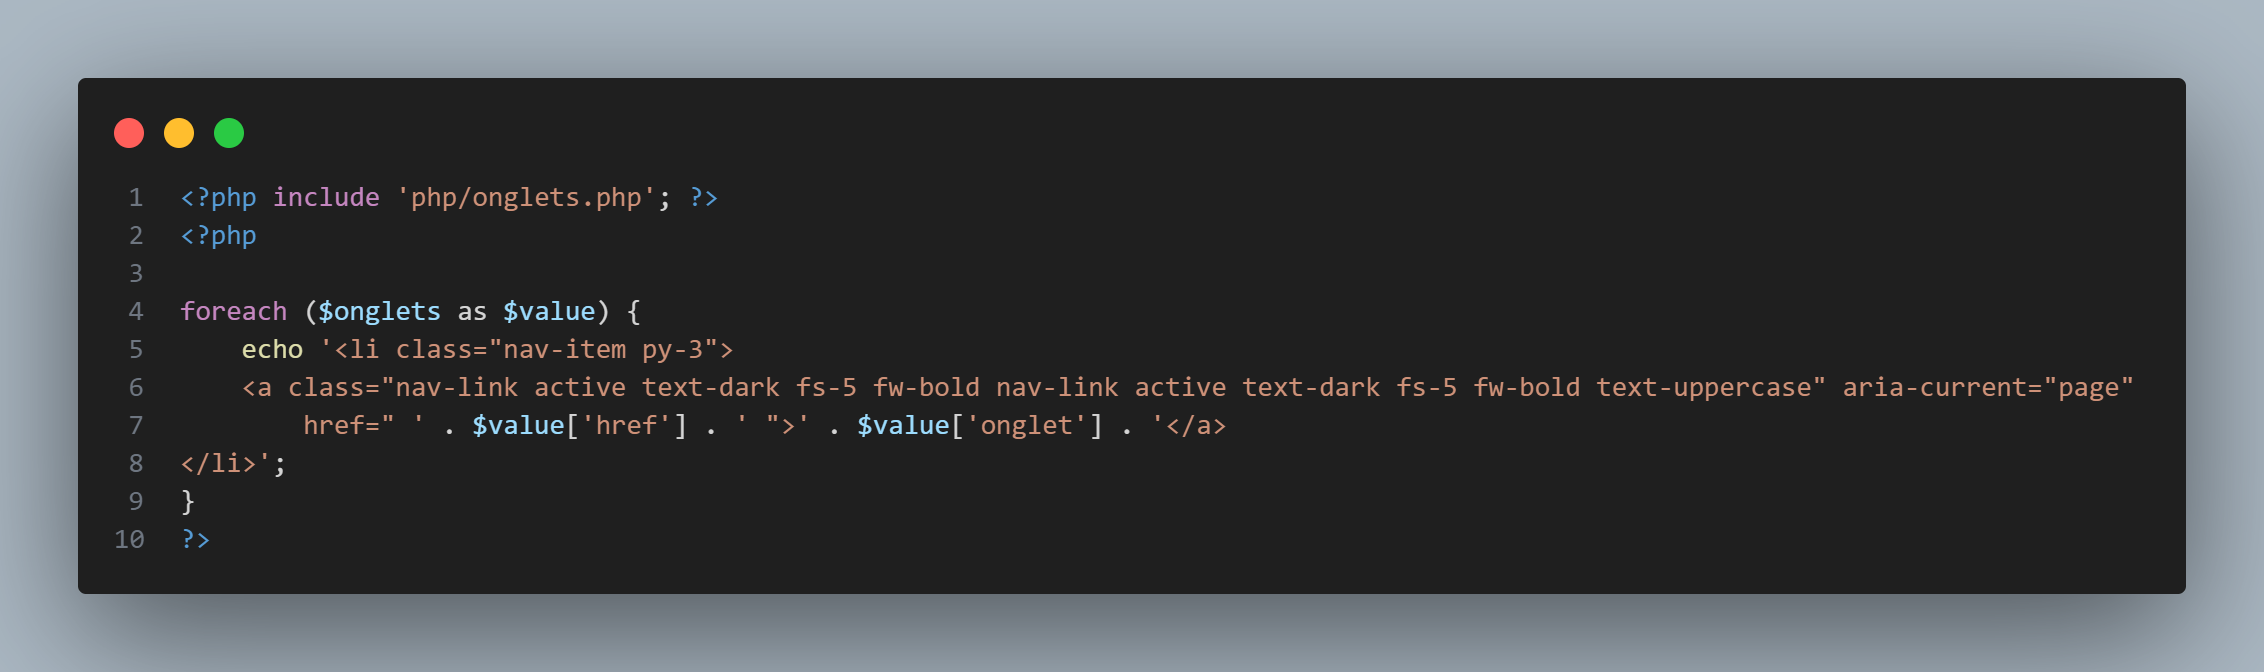 1 <?php include 'php/onglets.php'; ?>
2 <?php
3
4 foreach ($onglets as $value) {
5     echo '<li class="nav-item py-3">
6     <a class="nav-link active text-dark fs-5 fw-bold nav-link active text-dark fs-5 fw-bold text-uppercase" aria-current="page"
7         href=" ' . $value['href'] . ' ">' . $value['onglet'] . '</a>
8 </li>';
9 }
10 ?>